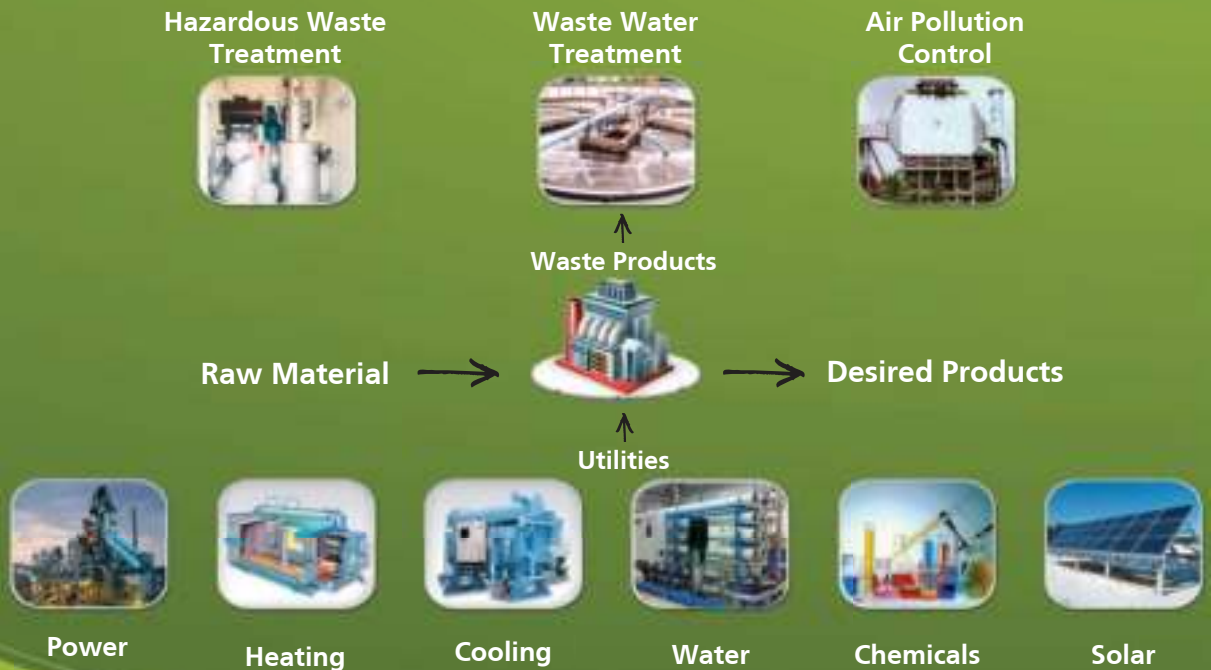 Hazardous Waste
Treatment
Waste Water
Treatment
Air Pollution
Control
Waste Products
Raw Material
Desired Products
Utilities
Power
Heating
Cooling
Water
Chemicals
Solar